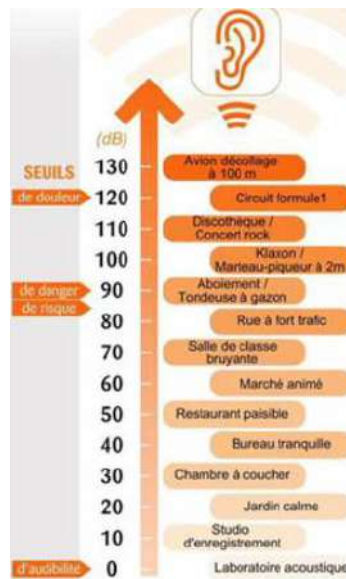 (dB)
SEUILS
130
Avion décollage
à 100 m
de douleur
120
Circuit formule1
110
Discothèque /
Concert rock
100
Klaxon /
Marteau-piqueur à 2m
de danger
90
Aboiement /
Tondeuse à gazon
de risque
80
Rue à fort trafic
70
Salle de classe
bruyante
60
Marché animé
50
Restaurant paisible
40
Bureau tranquille
30
Chambre à coucher
20
Jardin calme
10
Studio
d'enregistrement
d'audibilité
0
Laboratoire acoustique